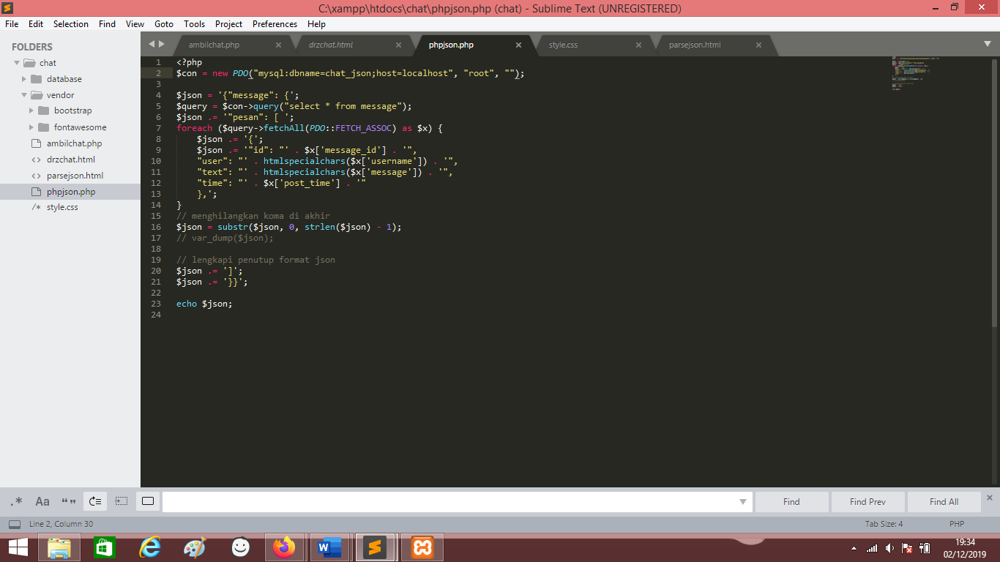 C:\xampp\htdocs\chat\phpjson.php (chat) - Sublime Text (UNREGISTERED)
File Edit Selection Find View Goto Tools Project Preferences Help
FOLDERS
chat
database
vendor
bootstrap
fontawesome
ambilchat.php
drzchat.html
parsejson.html
phpjson.php
/* style.css
ambilchat.php drzchat.html phpjson.php style.css parsejson.html
1 <?php
2 $con = new PDO("mysql:dbname=chat_json;host=localhost", "root", "");
3
4 $json = '{"message": {';
5 $query = $con->query("select * from message");
6 $json .= '"pesan": [ ';
7 foreach ($query->fetchAll(PDO::FETCH_ASSOC) as $x) {
8     $json .= '{';
9     $json .= '"id": "' . $x['message_id'] . '",
10     "user": "' . htmlspecialchars($x['username']) . '",
11     "text": "' . htmlspecialchars($x['message']) . '",
12     "time": "' . $x['post_time'] . '"
13     },';
14 }
15 // menghilangkan koma di akhir
16 $json = substr($json, 0, strlen($json) - 1);
17 // var_dump($json);
18
19 // lengkapi penutup format json
20 $json .= ']';
21 $json .= '}}';
22
23 echo $json;
24
.* Aa “ ” Find Find Prev Find All
Line 2, Column 30 Tab Size: 4 PHP
19:34
02/12/2019